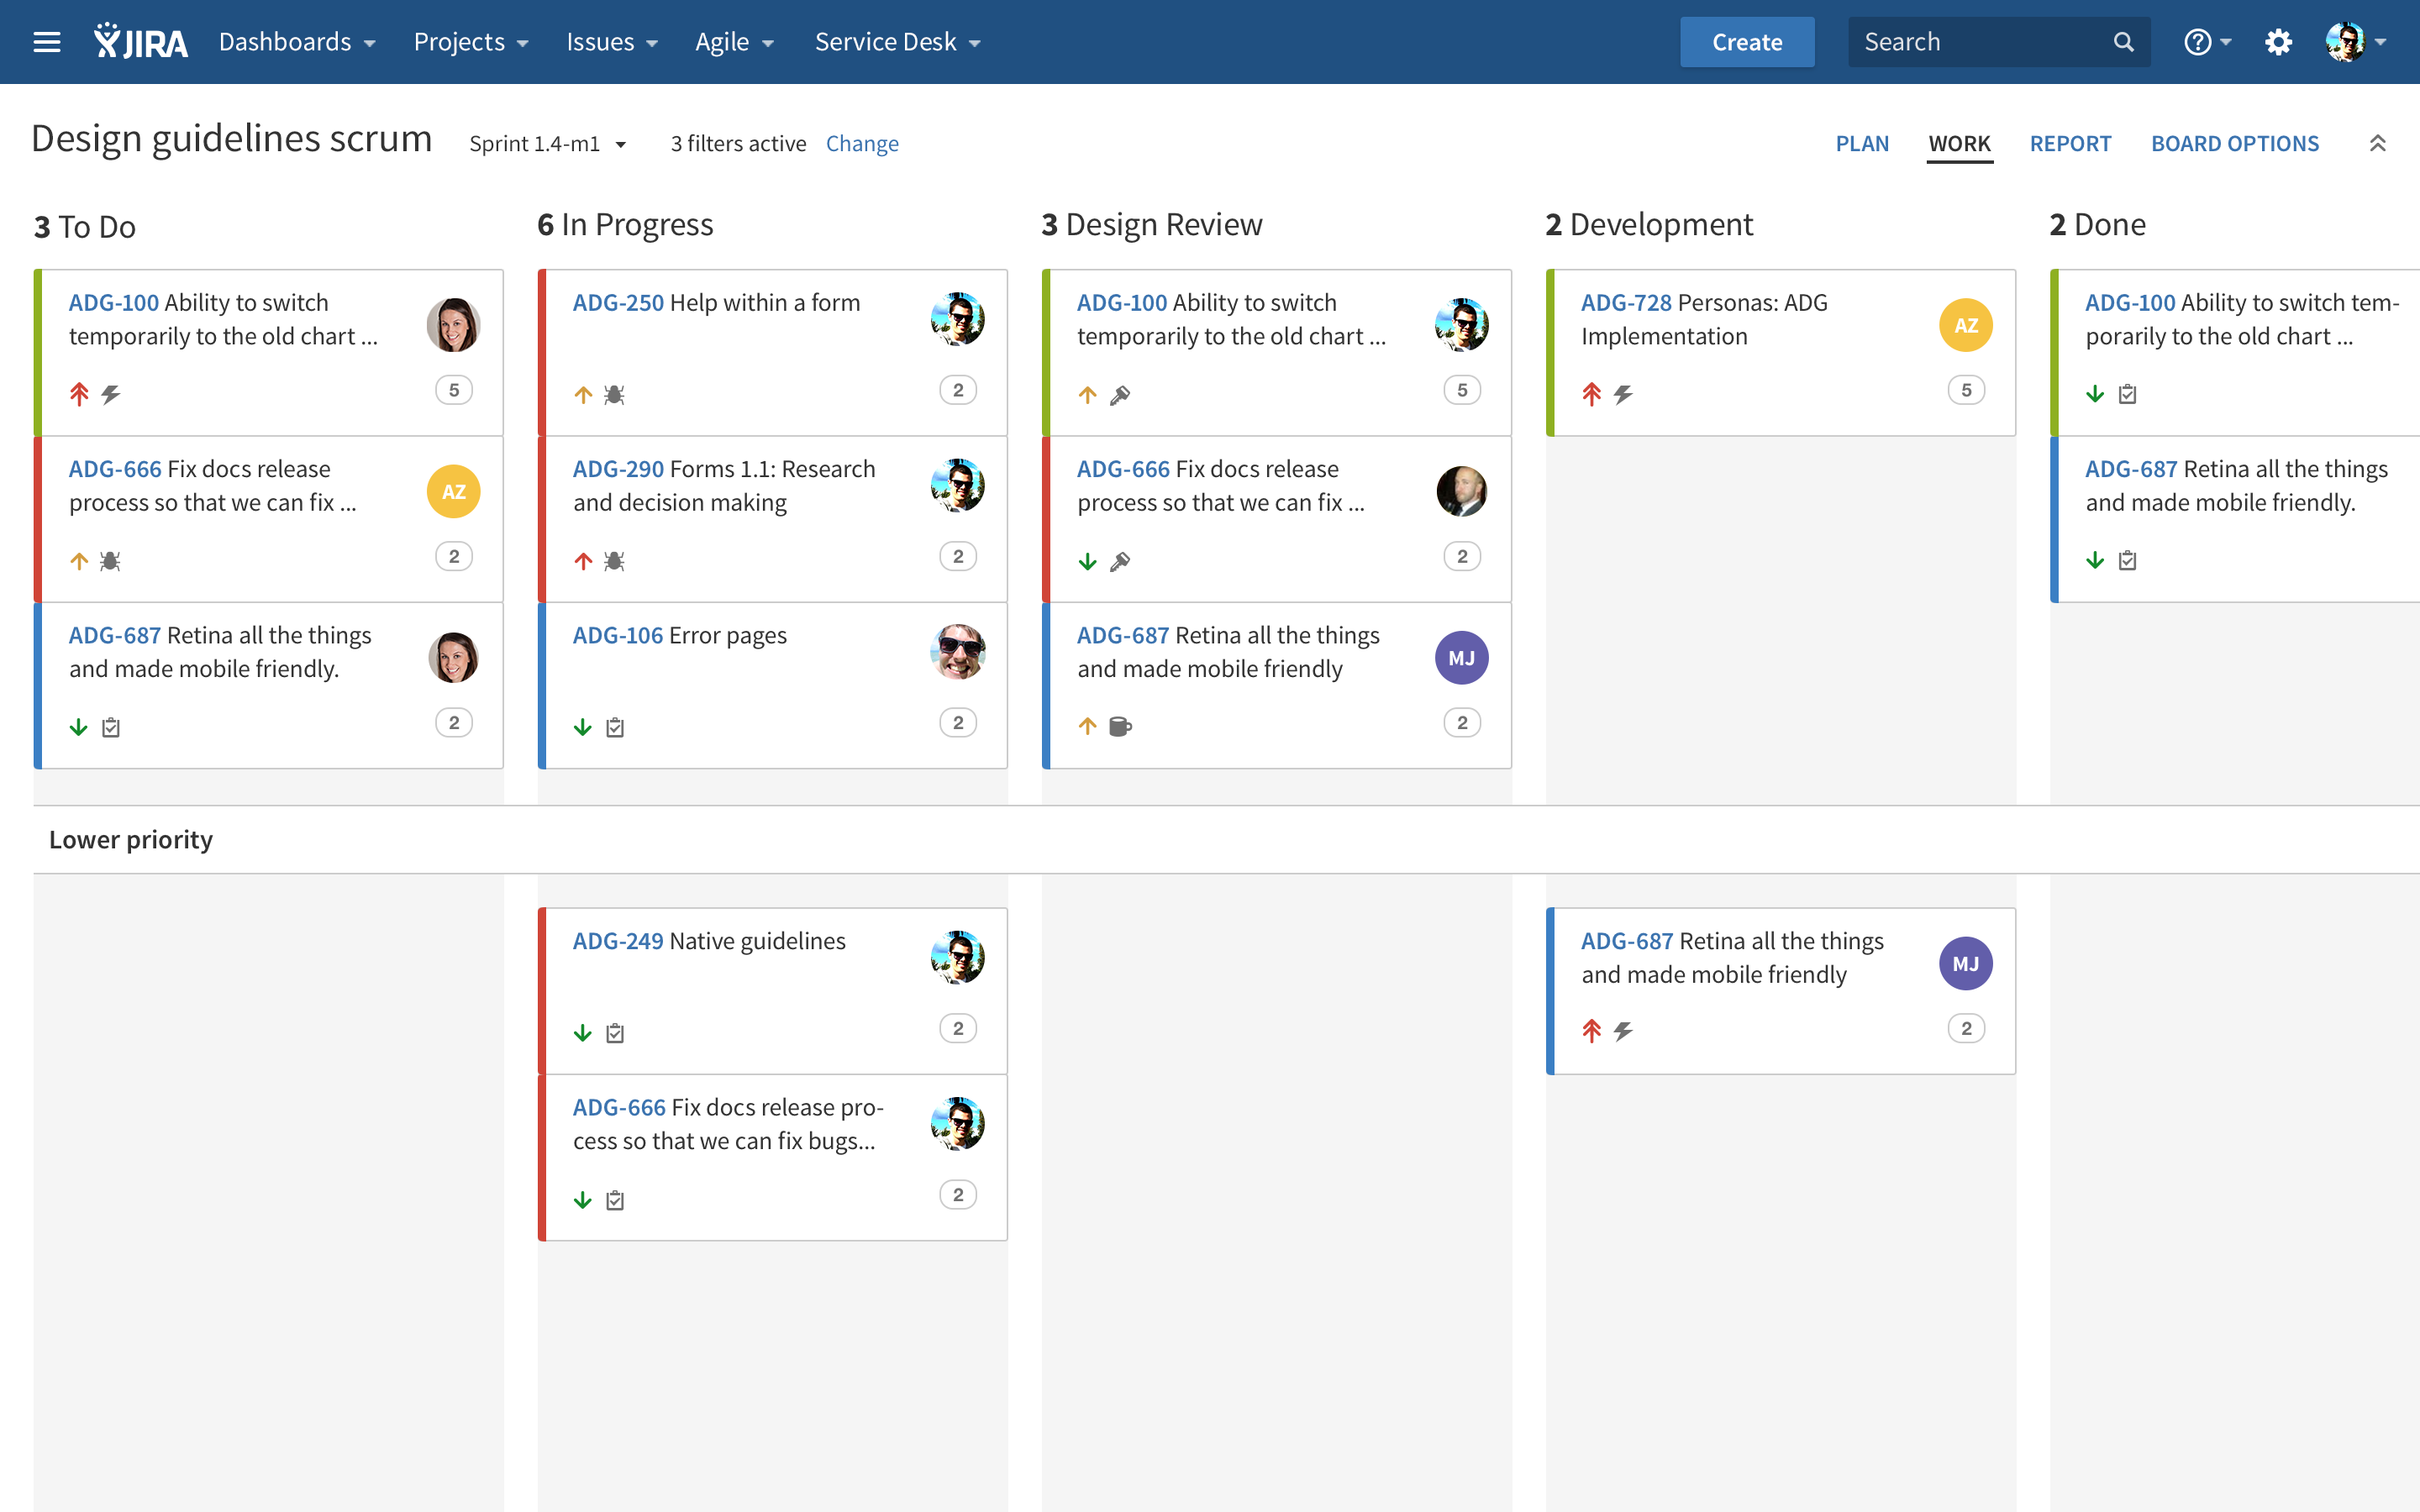 JIRA Dashboards Projects Issues Agile Service Desk Create Search
Design guidelines scrum Sprint 1.4-m1 3 filters active Change PLAN WORK REPORT BOARD OPTIONS
3 To Do
ADG-100 Ability to switch
temporarily to the old chart ...
5
ADG-666 Fix docs release
process so that we can fix ...
AZ
2
ADG-687 Retina all the things
and made mobile friendly.
2
6 In Progress
ADG-250 Help within a form
2
ADG-290 Forms 1.1: Research
and decision making
2
ADG-106 Error pages
2
3 Design Review
ADG-100 Ability to switch
temporarily to the old chart ...
5
ADG-666 Fix docs release
process so that we can fix ...
2
ADG-687 Retina all the things
and made mobile friendly
MJ
2
2 Development
ADG-728 Personas: ADG
Implementation
AZ
5
2 Done
ADG-100 Ability to switch tem-
porarily to the old chart ...
ADG-687 Retina all the things
and made mobile friendly.
Lower priority
ADG-249 Native guidelines
2
ADG-666 Fix docs release pro-
cess so that we can fix bugs...
2
ADG-687 Retina all the things
and made mobile friendly
MJ
2